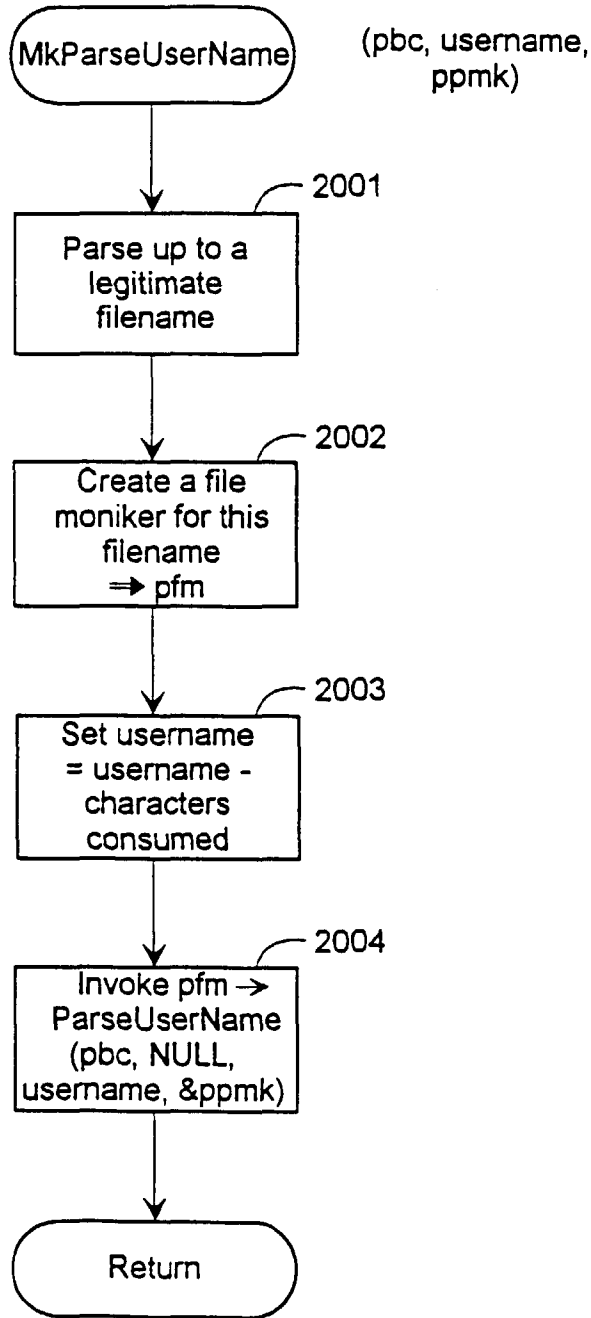 MkParseUserName
(pbc, username,
ppmk)
2001
Parse up to a
legitimate
filename
2002
Create a file
moniker for this
filename
⇒ pfm
2003
Set username
= username -
characters
consumed
2004
Invoke pfm →
ParseUserName
(pbc, NULL,
username, &ppmk)
Return